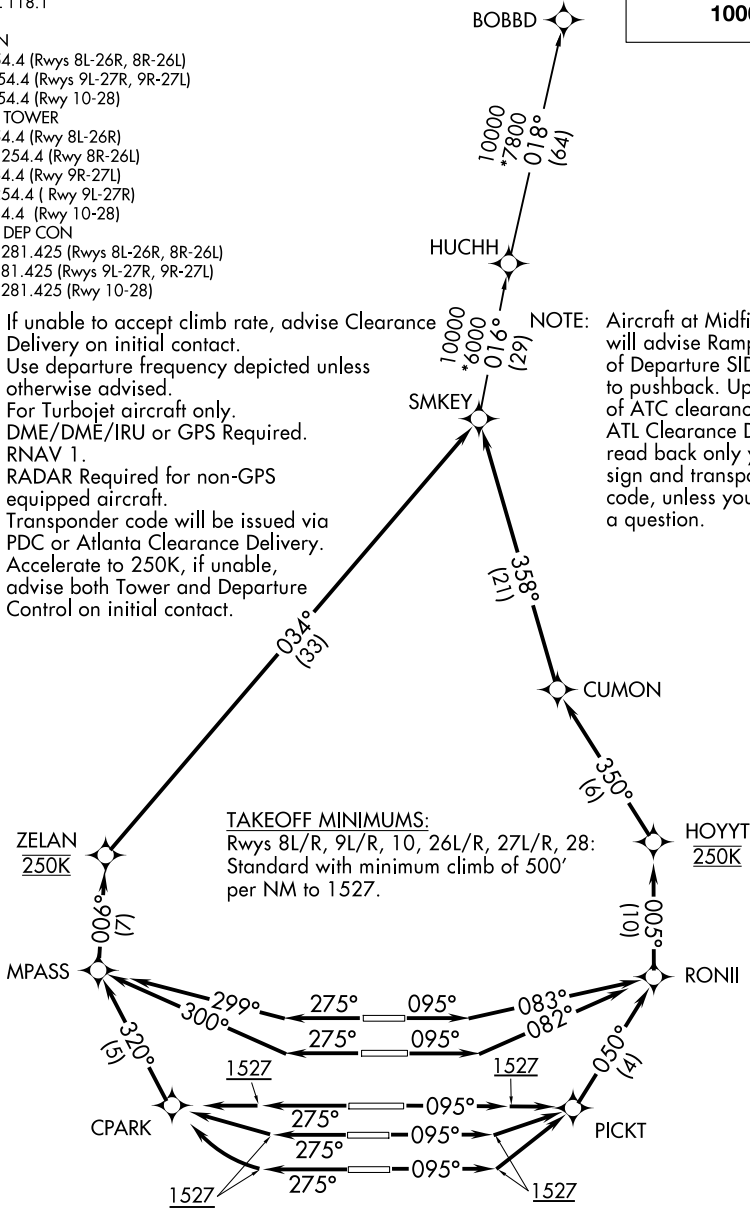 118.1
1000
N
4.4 (Rwys 8L-26R, 8R-26L)
54.4 (Rwys 9L-27R, 9R-27L)
54.4 (Rwy 10-28)
TOWER
4.4 (Rwy 8L-26R)
254.4 (Rwy 8R-26L)
4.4 (Rwy 9R-27L)
54.4 ( Rwy 9L-27R)
4.4 (Rwy 10-28)
DEP CON
281.425 (Rwys 8L-26R, 8R-26L)
81.425 (Rwys 9L-27R, 9R-27L)
281.425 (Rwy 10-28)
BOBBD
10000
*7800
018°
(64)
HUCHH
10000
*6000
016°
(29)
SMKEY
If unable to accept climb rate, advise Clearance
Delivery on initial contact.
Use departure frequency depicted unless
otherwise advised.
For Turbojet aircraft only.
DME/DME/IRU or GPS Required.
RNAV 1.
RADAR Required for non-GPS
equipped aircraft.
Transponder code will be issued via
PDC or Atlanta Clearance Delivery.
Accelerate to 250K, if unable,
advise both Tower and Departure
Control on initial contact.
NOTE:
Aircraft at Midfi
will advise Ramp
of Departure SID
to pushback. Up
of ATC clearanc
ATL Clearance D
read back only y
sign and transpo
code, unless you
a question.
034°
(33)
358°
(21)
CUMON
350°
(6)
HOYYT
250K
ZELAN
250K
TAKEOFF MINIMUMS:
Rwys 8L/R, 9L/R, 10, 26L/R, 27L/R, 28:
Standard with minimum climb of 500'
per NM to 1527.
006°
(7)
005°
(10)
MPASS
RONII
299°
275°
095°
083°
300°
275°
095°
082°
320°
(5)
050°
(4)
1527
1527
CPARK
275°
095°
PICKT
275°
095°
275°
095°
1527
1527